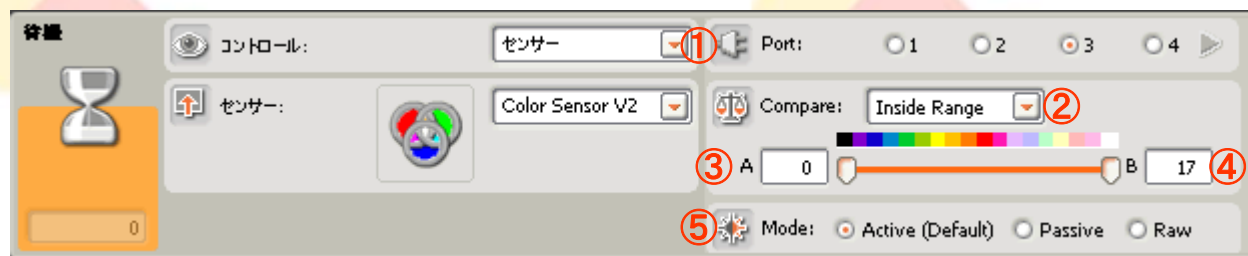 コントロール:
センサー
① Port: 1 2 3 4
0
センサー:
Color Sensor V2
Compare: Inside Range ②
③ A 0 B 17 ④
⑤ Mode: Active (Default) Passive Raw